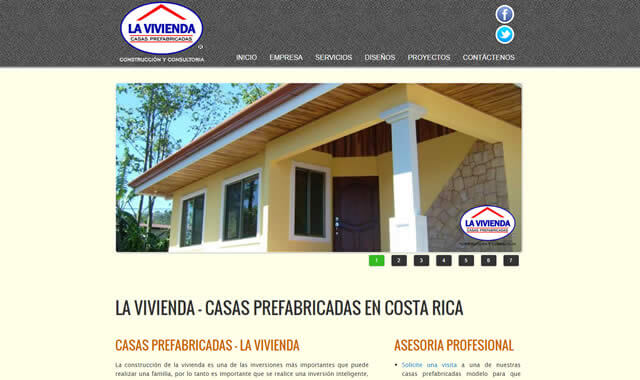 LA VIVIENDA
CASAS PREFABRICADAS
CONSTRUCCIÓN Y CONSULTORIA
INICIO EMPRESA SERVICIOS DISEÑOS PROYECTOS CONTÁCTENOS
LA VIVIENDA
CASAS PREFABRICADAS
1 2 3 4 5 6 7
LA VIVIENDA - CASAS PREFABRICADAS EN COSTA RICA
CASAS PREFABRICADAS - LA VIVIENDA
La construcción de la vivienda es una de las inversiones más importantes que puede
realizar una familia, por lo tanto es importante que se realice una inversión inteligente,
ASESORIA PROFESIONAL
Solicite una visita a una de nuestras
casas prefabricadas modelo para que